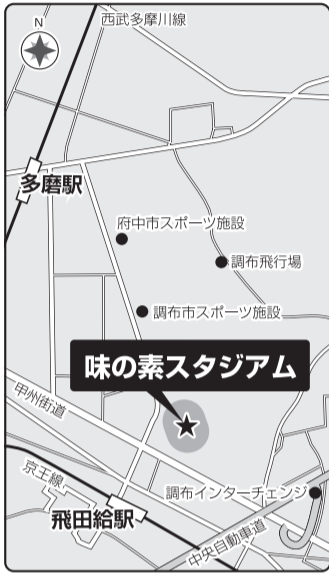 N
西武多摩川線
多磨駅
府中市スポーツ施設
調布飛行場
調布市スポーツ施設
味の素スタジアム
甲州街道
京王線
調布インターチェンジ
飛田給駅
中央自動車道